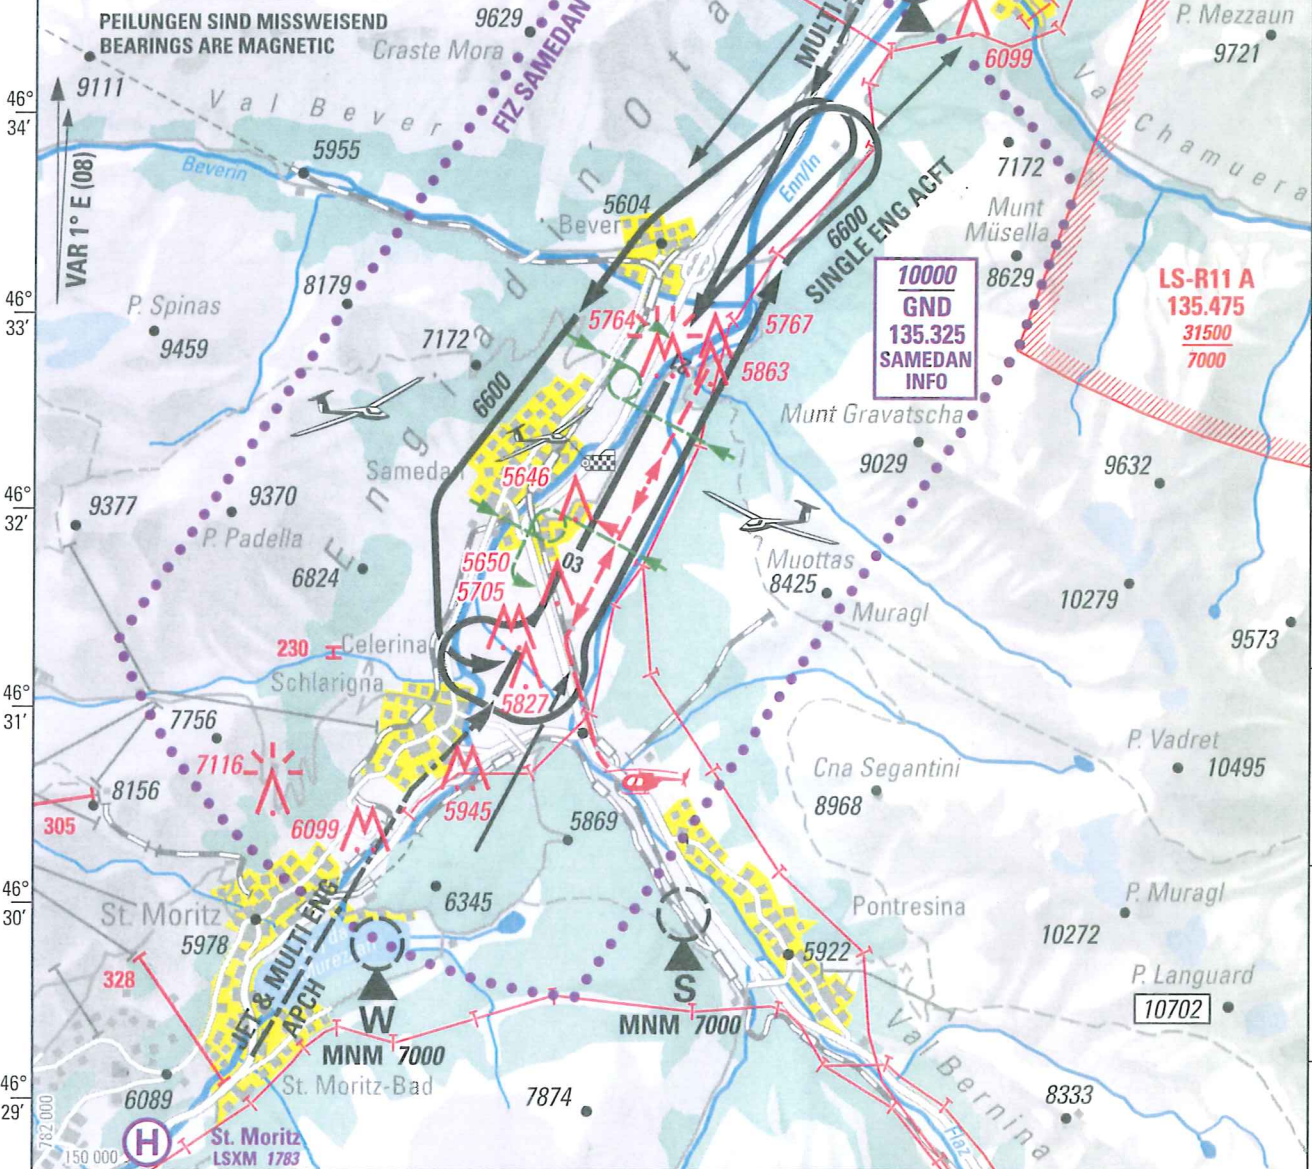 PEILUNGEN SIND MISSWEISEND
BEARINGS ARE MAGNETIC
9629
Craste Mora
FIZ SAMEDAN
MULTI
P. Mezzaun
9721
6099
9111
46°
34'
Val Bever
5955
Beverin
VAR 1° E (08)
Enn/In
7172
Val Chamuera
Munt
Müsella
8629
5604
Bever
6600
SINGLE ENG ACFT
10000
GND
135.325
SAMEDAN
INFO
LS-R11 A
135.475
31500
7000
8179
46°
33'
P. Spinas
9459
5764
5767
5863
7172
6600
Engiadin'Ota
Munt Gravatscha
9029
9632
Samedan
5646
9377
9370
46°
32'
P. Padella
6824
5650
5705
03
Muottas
8425
Muragl
10279
9573
230
Celerina
Schlarigna
5827
46°
31'
7756
7116
8156
305
6099
5945
5869
Cna Segantini
8968
P. Vadret
10495
46°
30'
St. Moritz
5978
6345
Pontresina
P. Muragl
10272
5922
328
JET & MULTI ENG
APCH
W
MNM 7000
S
MNM 7000
P. Languard
10702
St. Moritz-Bad
6089
46°
29'
7874
Val Bernina
8333
Flaz
782 000
150 000
H
St. Moritz
LSXM 1783